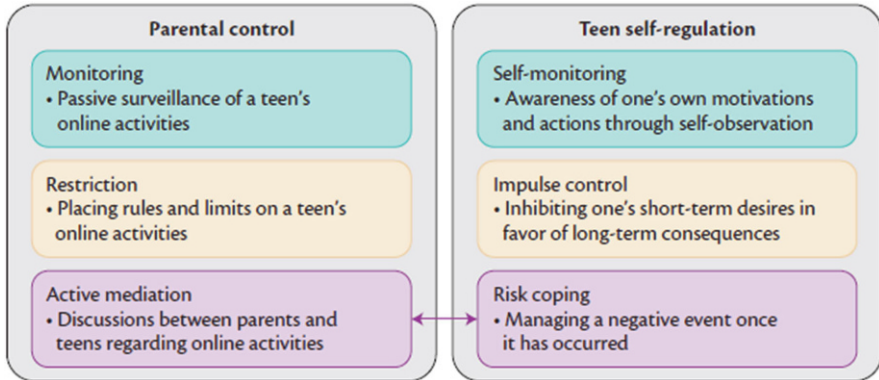 Parental control
Monitoring
• Passive surveillance of a teen's
online activities
Restriction
• Placing rules and limits on a teen's
online activities
Active mediation
• Discussions between parents and
teens regarding online activities
Teen self-regulation
Self-monitoring
• Awareness of one's own motivations
and actions through self-observation
Impulse control
• Inhibiting one's short-term desires in
favor of long-term consequences
Risk coping
• Managing a negative event once
it has occurred